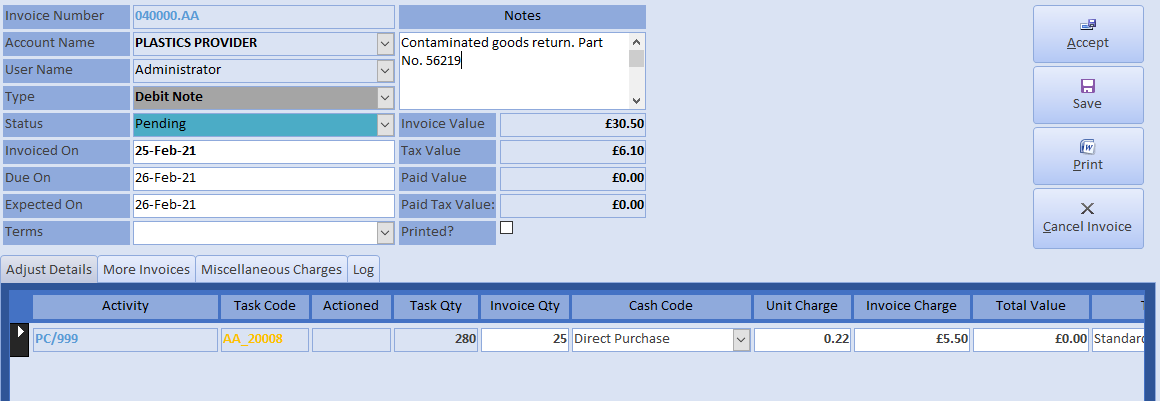 Invoice Number 040000.AA Notes
Account Name PLASTICS PROVIDER Contaminated goods return. Part
No. 56219
User Name Administrator
Type Debit Note
Status Pending Invoice Value £30.50
Invoiced On 25-Feb-21 Tax Value £6.10
Due On 26-Feb-21 Paid Value £0.00
Expected On 26-Feb-21 Paid Tax Value: £0.00
Terms Printed?
Accept
Save
Print
Cancel Invoice
Adjust Details More Invoices Miscellaneous Charges Log
Activity Task Code Actioned Task Qty Invoice Qty Cash Code Unit Charge Invoice Charge Total Value
PC/999 AA_20008 280 25 Direct Purchase 0.22 £5.50 £0.00 Standard